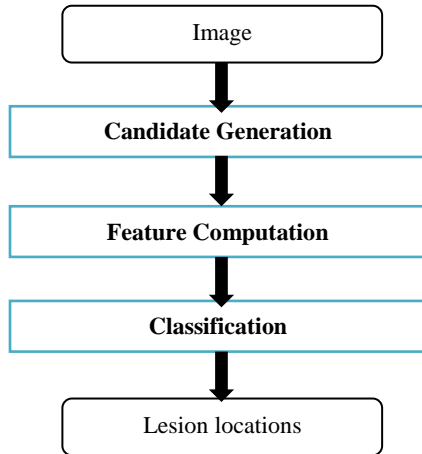 Image
Candidate Generation
Feature Computation
Classification
Lesion locations